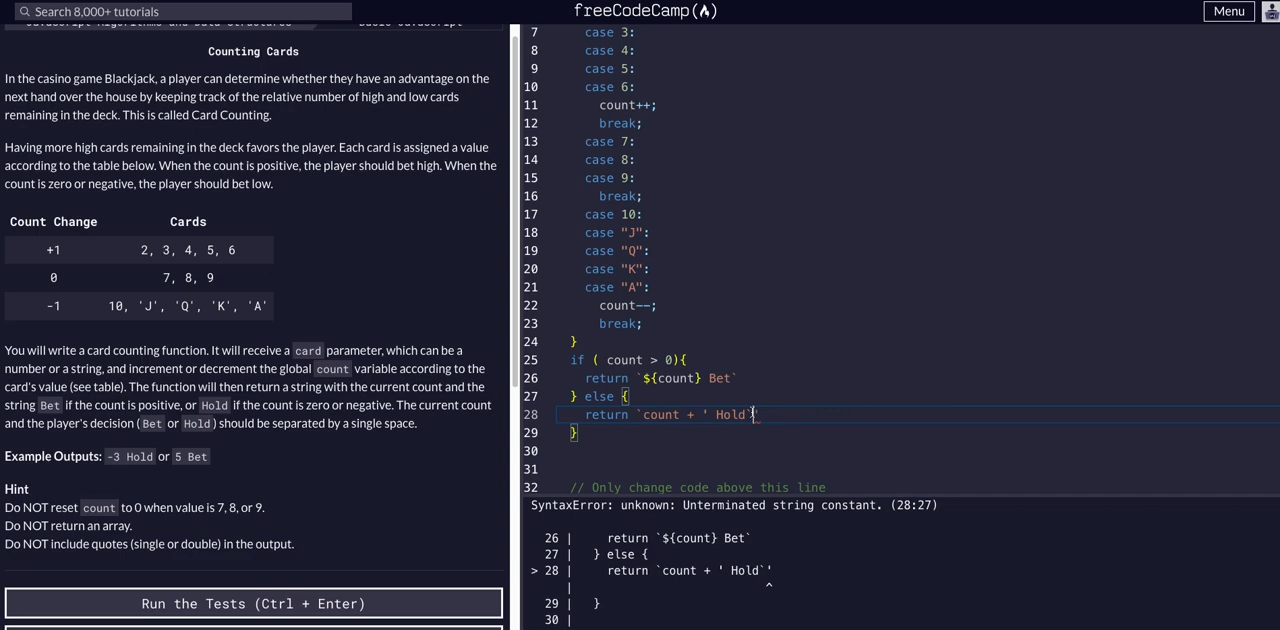 Search 8,000+ tutorials
freeCodeCamp
Menu
JavaScript Algorithms and Data Structures
Basic JavaScript
Counting Cards
In the casino game Blackjack, a player can determine whether they have an advantage on the
next hand over the house by keeping track of the relative number of high and low cards
remaining in the deck. This is called Card Counting.
Having more high cards remaining in the deck favors the player. Each card is assigned a value
according to the table below. When the count is positive, the player should bet high. When the
count is zero or negative, the player should bet low.
Count Change Cards
+1 2, 3, 4, 5, 6
0 7, 8, 9
-1 10, 'J', 'Q', 'K', 'A'
You will write a card counting function. It will receive a card parameter, which can be a
number or a string, and increment or decrement the global count variable according to the
card's value (see table). The function will then return a string with the current count and the
string Bet if the count is positive, or Hold if the count is zero or negative. The current count
and the player's decision (Bet or Hold) should be separated by a single space.
Example Outputs: -3 Hold or 5 Bet
Hint
Do NOT reset count to 0 when value is 7, 8, or 9.
Do NOT return an array.
Do NOT include quotes (single or double) in the output.
Run the Tests (Ctrl + Enter)
7 case 3:
8 case 4:
9 case 5:
10 case 6:
11 count++;
12 break;
13 case 7:
14 case 8:
15 case 9:
16 break;
17 case 10:
18 case "J":
19 case "Q":
20 case "K":
21 case "A":
22 count--;
23 break;
24 }
25 if ( count > 0){
26 return `${count} Bet`
27 } else {
28 return `count + ' Hold`'
29 }
30
31
32 // Only change code above this line
SyntaxError: unknown: Unterminated string constant. (28:27)
26 | return `${count} Bet`
27 | } else {
> 28 | return `count + ' Hold`'
| ^
29 | }
30 |